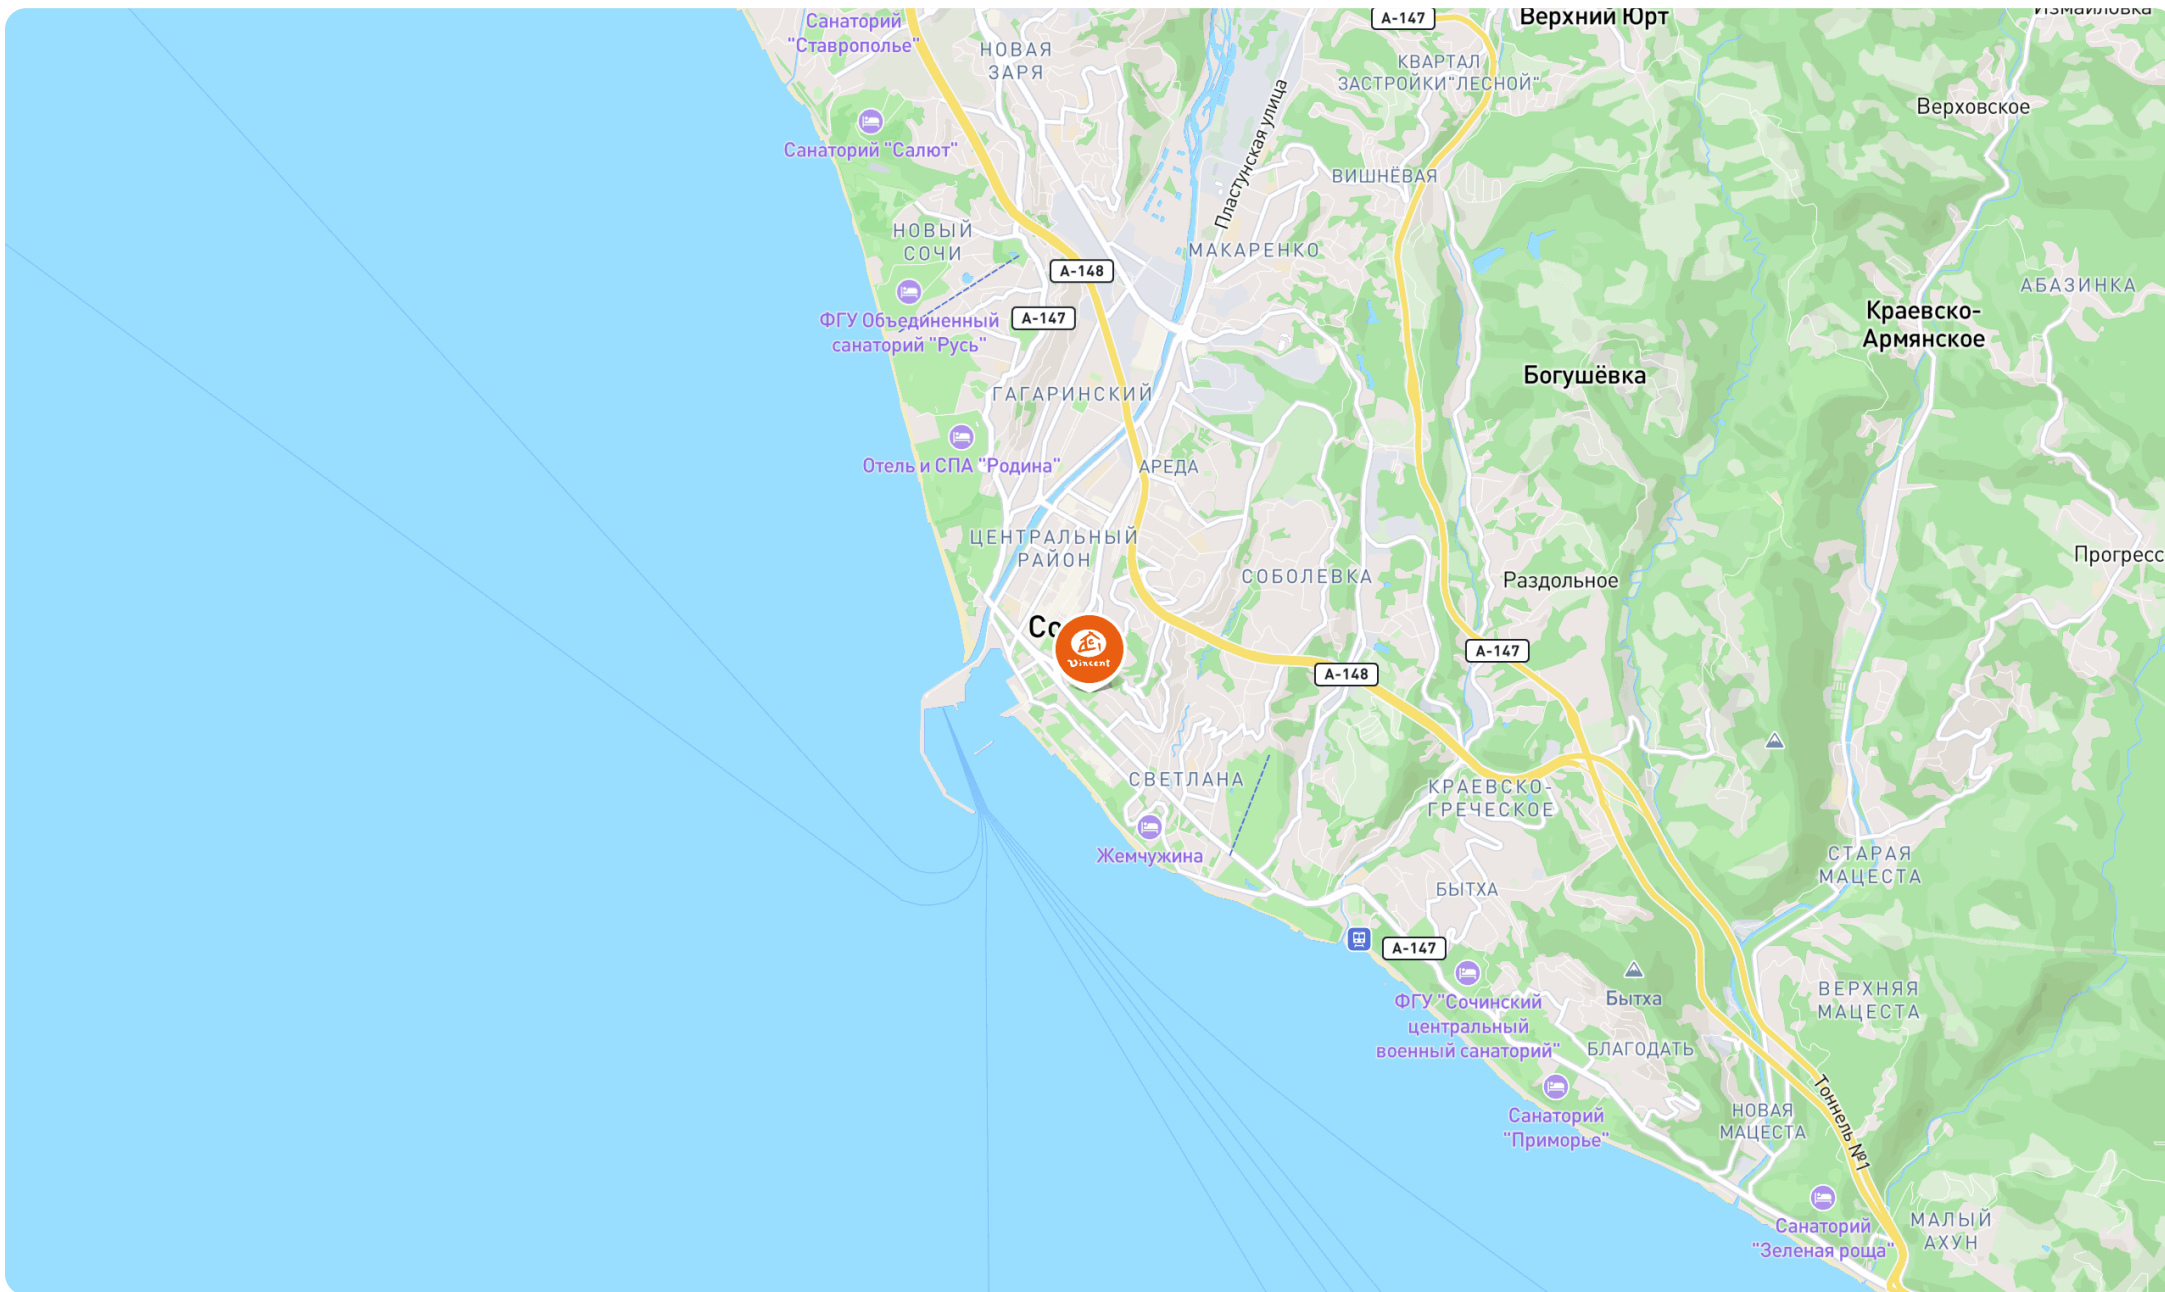 Санаторий
"Ставрополье"
НОВАЯ
ЗАРЯ
А-147
Верхний Юрт
Измайловка
КВАРТАЛ
ЗАСТРОЙКИ"ЛЕСНОЙ"
Верховское
Санаторий "Салют"
Пластунская улица
ВИШНЁВАЯ
НОВЫЙ
СОЧИ
МАКАРЕНКО
А-148
АБАЗИНКА
ФГУ Объединенный
санаторий "Русь"
А-147
Краевско-
Армянское
Богушёвка
ГАГАРИНСКИЙ
Отель и СПА "Родина"
АРЕДА
ЦЕНТРАЛЬНЫЙ
РАЙОН
Прогресс
СОБОЛЕВКА
Раздольное
Со
Vincent
А-147
А-148
СВЕТЛАНА
КРАЕВСКО-
ГРЕЧЕСКОЕ
Жемчужина
СТАРАЯ
МАЦЕСТА
БЫТХА
А-147
ФГУ "Сочинский
центральный
военный санаторий"
Бытха
ВЕРХНЯЯ
МАЦЕСТА
БЛАГОДАТЬ
Санаторий
"Приморье"
НОВАЯ
МАЦЕСТА
Тоннель №1
Санаторий
"Зеленая роща"
МАЛЫЙ
АХУН